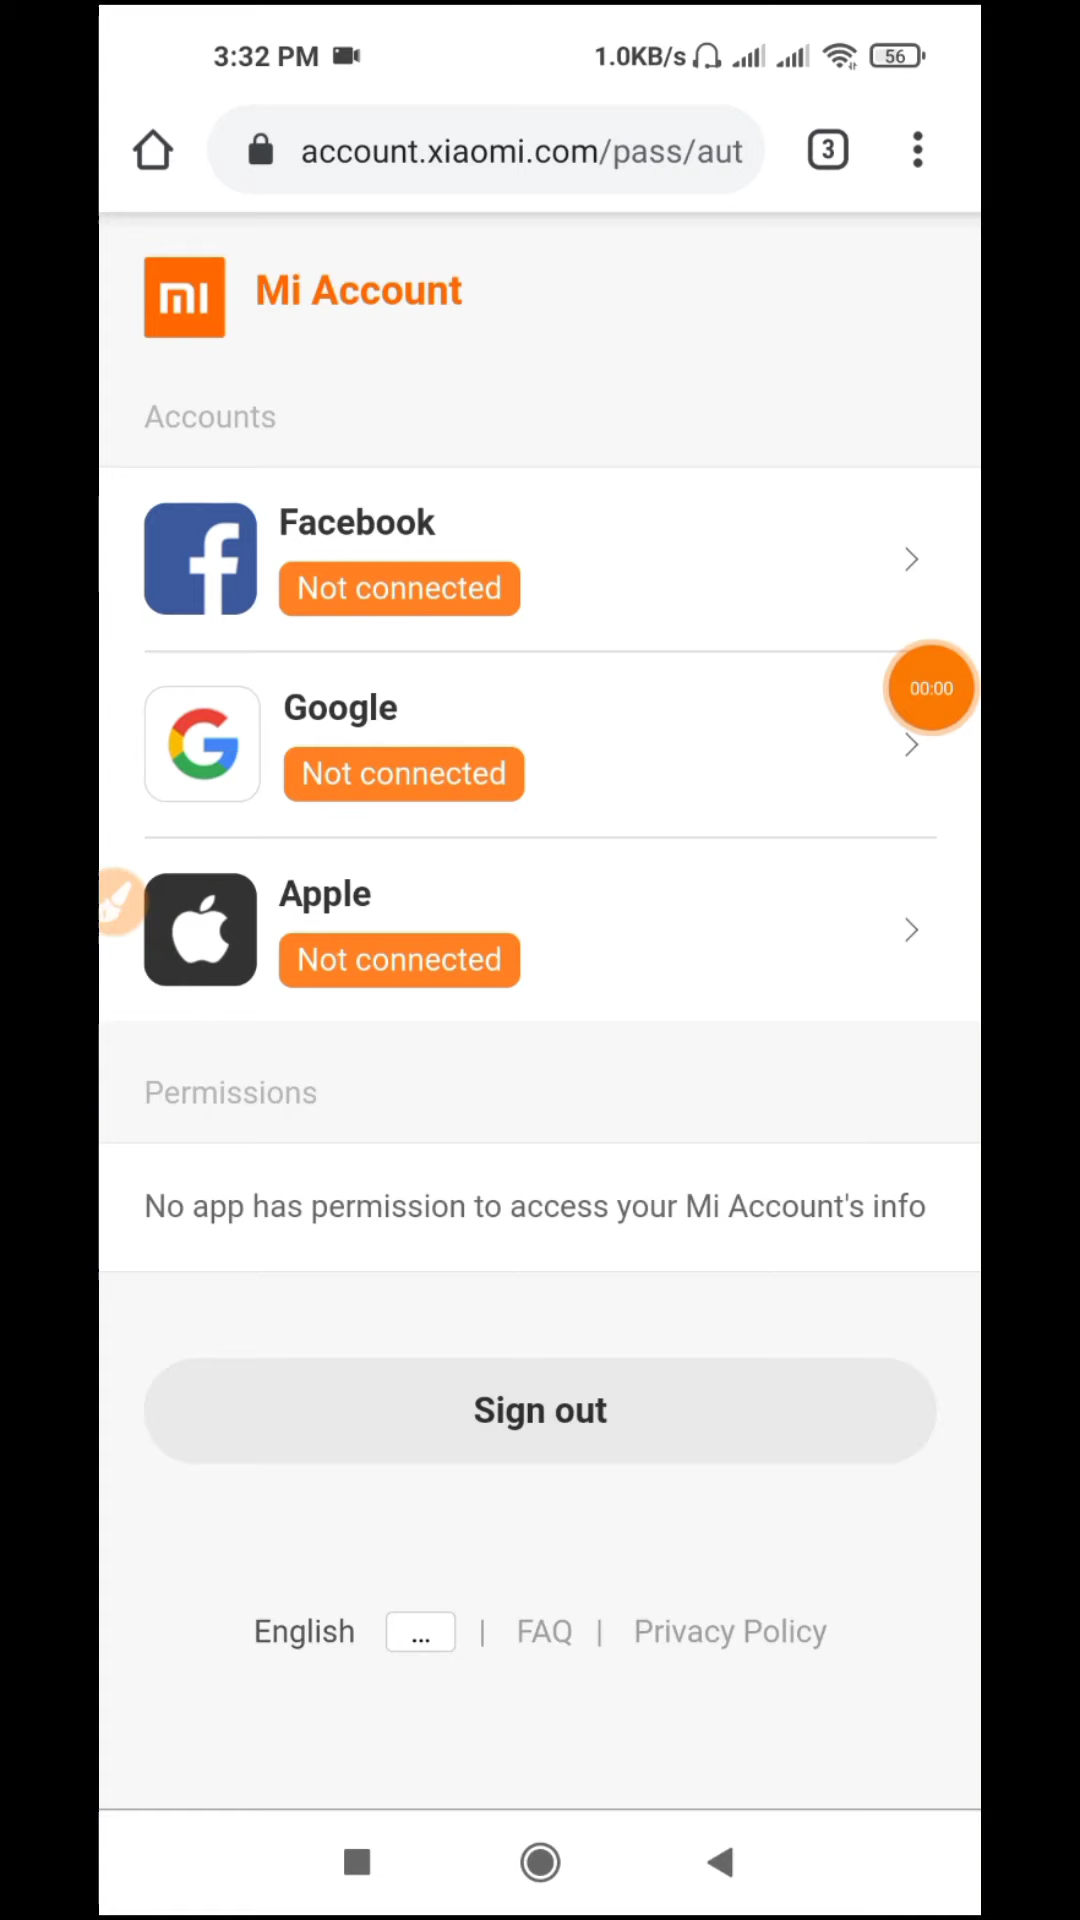 3:32 PM 1.0KB/s 56
account.xiaomi.com/pass/aut 3
mi Mi Account
Accounts
Facebook
Not connected
00:00
Google
Not connected
Apple
Not connected
Permissions
No app has permission to access your Mi Account's info
Sign out
English ... | FAQ | Privacy Policy